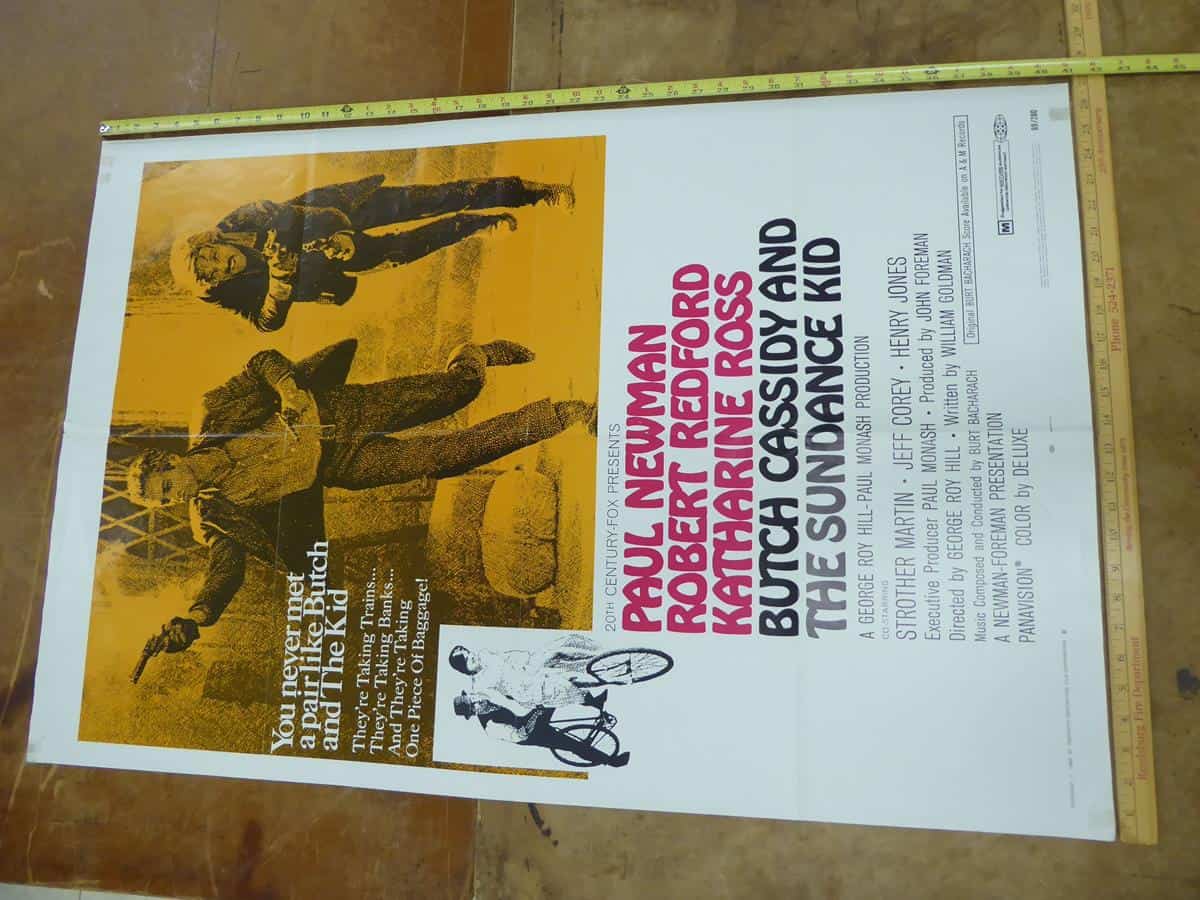 You never met
a pair like Butch
and The Kid
They're Taking Trains...
They're Taking Banks...
And They're Taking
One Piece Of Baggage!
20TH CENTURY-FOX PRESENTS
PAUL NEWMAN
ROBERT REDFORD
KATHARINE ROSS
BUTCH CASSIDY AND
THE SUNDANCE KID
A GEORGE ROY HILL-PAUL MONASH PRODUCTION
CO-STARRING
STROTHER MARTIN · JEFF COREY · HENRY JONES
Executive Producer PAUL MONASH · Produced by JOHN FOREMAN
Directed by GEORGE ROY HILL · Written by WILLIAM GOLDMAN
Music Composed and Conducted by BURT BACHARACH
A NEWMAN-FOREMAN PRESENTATION
PANAVISION® COLOR by DELUXE
Original BURT BACHARACH Score Available on A & M Records
M
69/280
Phone 524-2371
Fire Department